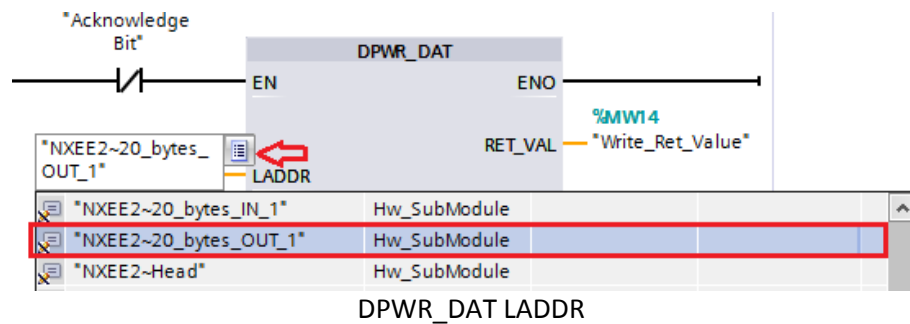 "Acknowledge
Bit"
DPWR_DAT
EN
ENO
%MW14
"NXEE2~20_bytes_
OUT_1"
RET_VAL
"Write_Ret_Value"
LADDR
"NXEE2~20_bytes_IN_1" Hw_SubModule
"NXEE2~20_bytes_OUT_1" Hw_SubModule
"NXEE2~Head" Hw_SubModule
DPWR_DAT LADDR